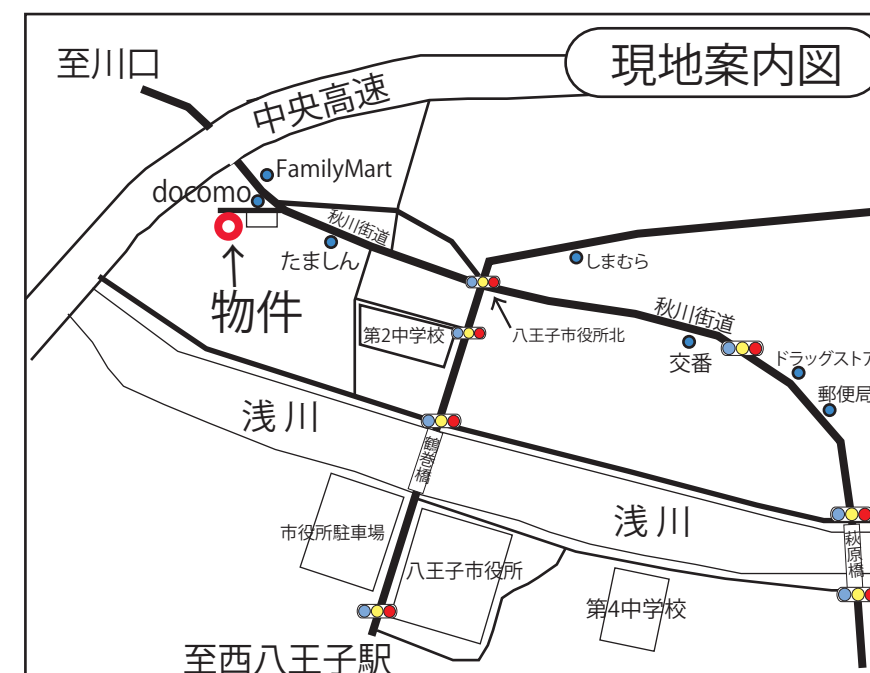 至川口
現地案内図
中央高速
FamilyMart
docomo
秋川街道
たましん
しまむら
物件
秋川街道
第2中学校
八王子市役所北
交番
ドラッグストア
郵便局
浅川
鶴巻橋
浅川
市役所駐車場
萩原橋
八王子市役所
第4中学校
至西八王子駅